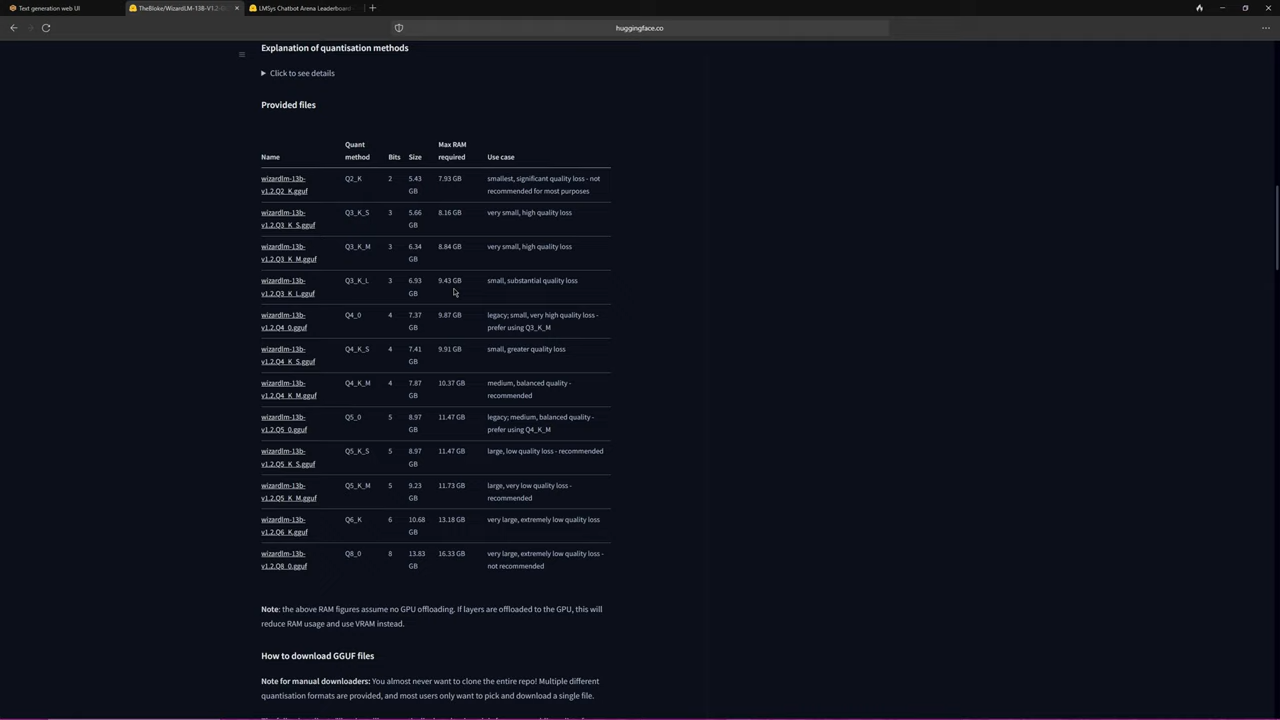 Text generation web UI
TheBloke/WizardLM-13B-V1.2-G
LMSys Chatbot Arena Leaderboard
huggingface.co
Explanation of quantisation methods
Click to see details
Provided files
Name Quant method Bits Size Max RAM required Use case
wizardlm-13b- Q2_K 2 5.43 7.93 GB smallest, significant quality loss - not
v1.2.Q2_K.gguf GB recommended for most purposes
wizardlm-13b- Q3_K_S 3 5.66 8.16 GB very small, high quality loss
v1.2.Q3_K_S.gguf GB
wizardlm-13b- Q3_K_M 3 6.34 8.84 GB very small, high quality loss
v1.2.Q3_K_M.gguf GB
wizardlm-13b- Q3_K_L 3 6.93 9.43 GB small, substantial quality loss
v1.2.Q3_K_L.gguf GB
wizardlm-13b- Q4_0 4 7.37 9.87 GB legacy; small, very high quality loss -
v1.2.Q4_0.gguf GB prefer using Q3_K_M
wizardlm-13b- Q4_K_S 4 7.41 9.91 GB small, greater quality loss
v1.2.Q4_K_S.gguf GB
wizardlm-13b- Q4_K_M 4 7.87 10.37 GB medium, balanced quality -
v1.2.Q4_K_M.gguf GB recommended
wizardlm-13b- Q5_0 5 8.97 11.47 GB legacy; medium, balanced quality -
v1.2.Q5_0.gguf GB prefer using Q4_K_M
wizardlm-13b- Q5_K_S 5 8.97 11.47 GB large, low quality loss - recommended
v1.2.Q5_K_S.gguf GB
wizardlm-13b- Q5_K_M 5 9.23 11.73 GB large, very low quality loss -
v1.2.Q5_K_M.gguf GB recommended
wizardlm-13b- Q6_K 6 10.68 13.18 GB very large, extremely low quality loss
v1.2.Q6_K.gguf GB
wizardlm-13b- Q8_0 8 13.83 16.33 GB very large, extremely low quality loss -
v1.2.Q8_0.gguf GB not recommended
Note: the above RAM figures assume no GPU offloading. If layers are offloaded to the GPU, this will
reduce RAM usage and use VRAM instead.
How to download GGUF files
Note for manual downloaders: You almost never want to clone the entire repo! Multiple different
quantisation formats are provided, and most users only want to pick and download a single file.